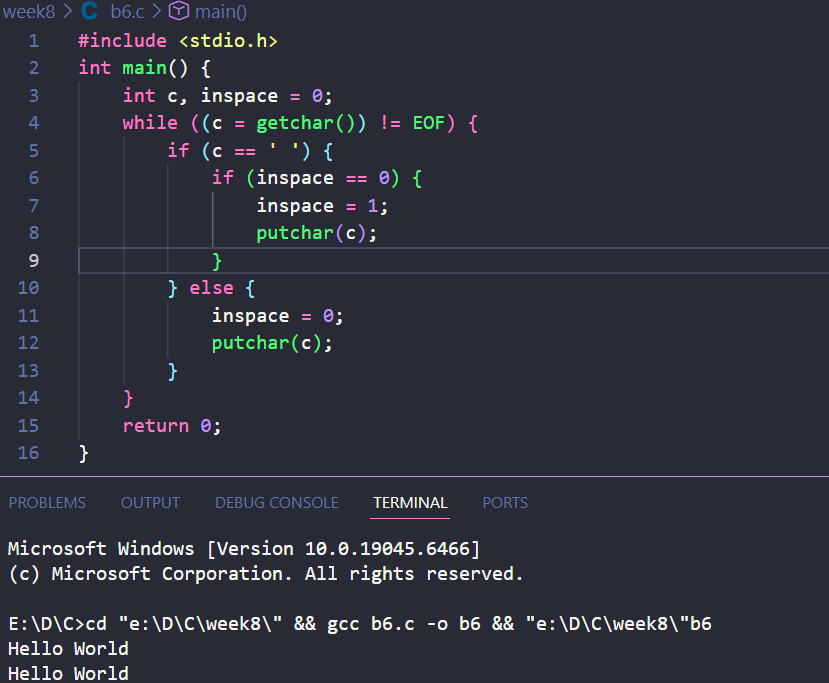 week8 > C b6.c > main()
1 #include <stdio.h>
2 int main() {
3     int c, inspace = 0;
4     while ((c = getchar()) != EOF) {
5         if (c == ' ') {
6             if (inspace == 0) {
7                 inspace = 1;
8                 putchar(c);
9             }
10         } else {
11             inspace = 0;
12             putchar(c);
13         }
14     }
15     return 0;
16 }
PROBLEMS OUTPUT DEBUG CONSOLE TERMINAL PORTS
Microsoft Windows [Version 10.0.19045.6466]
(c) Microsoft Corporation. All rights reserved.
E:\D\C>cd "e:\D\C\week8\" && gcc b6.c -o b6 && "e:\D\C\week8\"b6
Hello World
Hello World